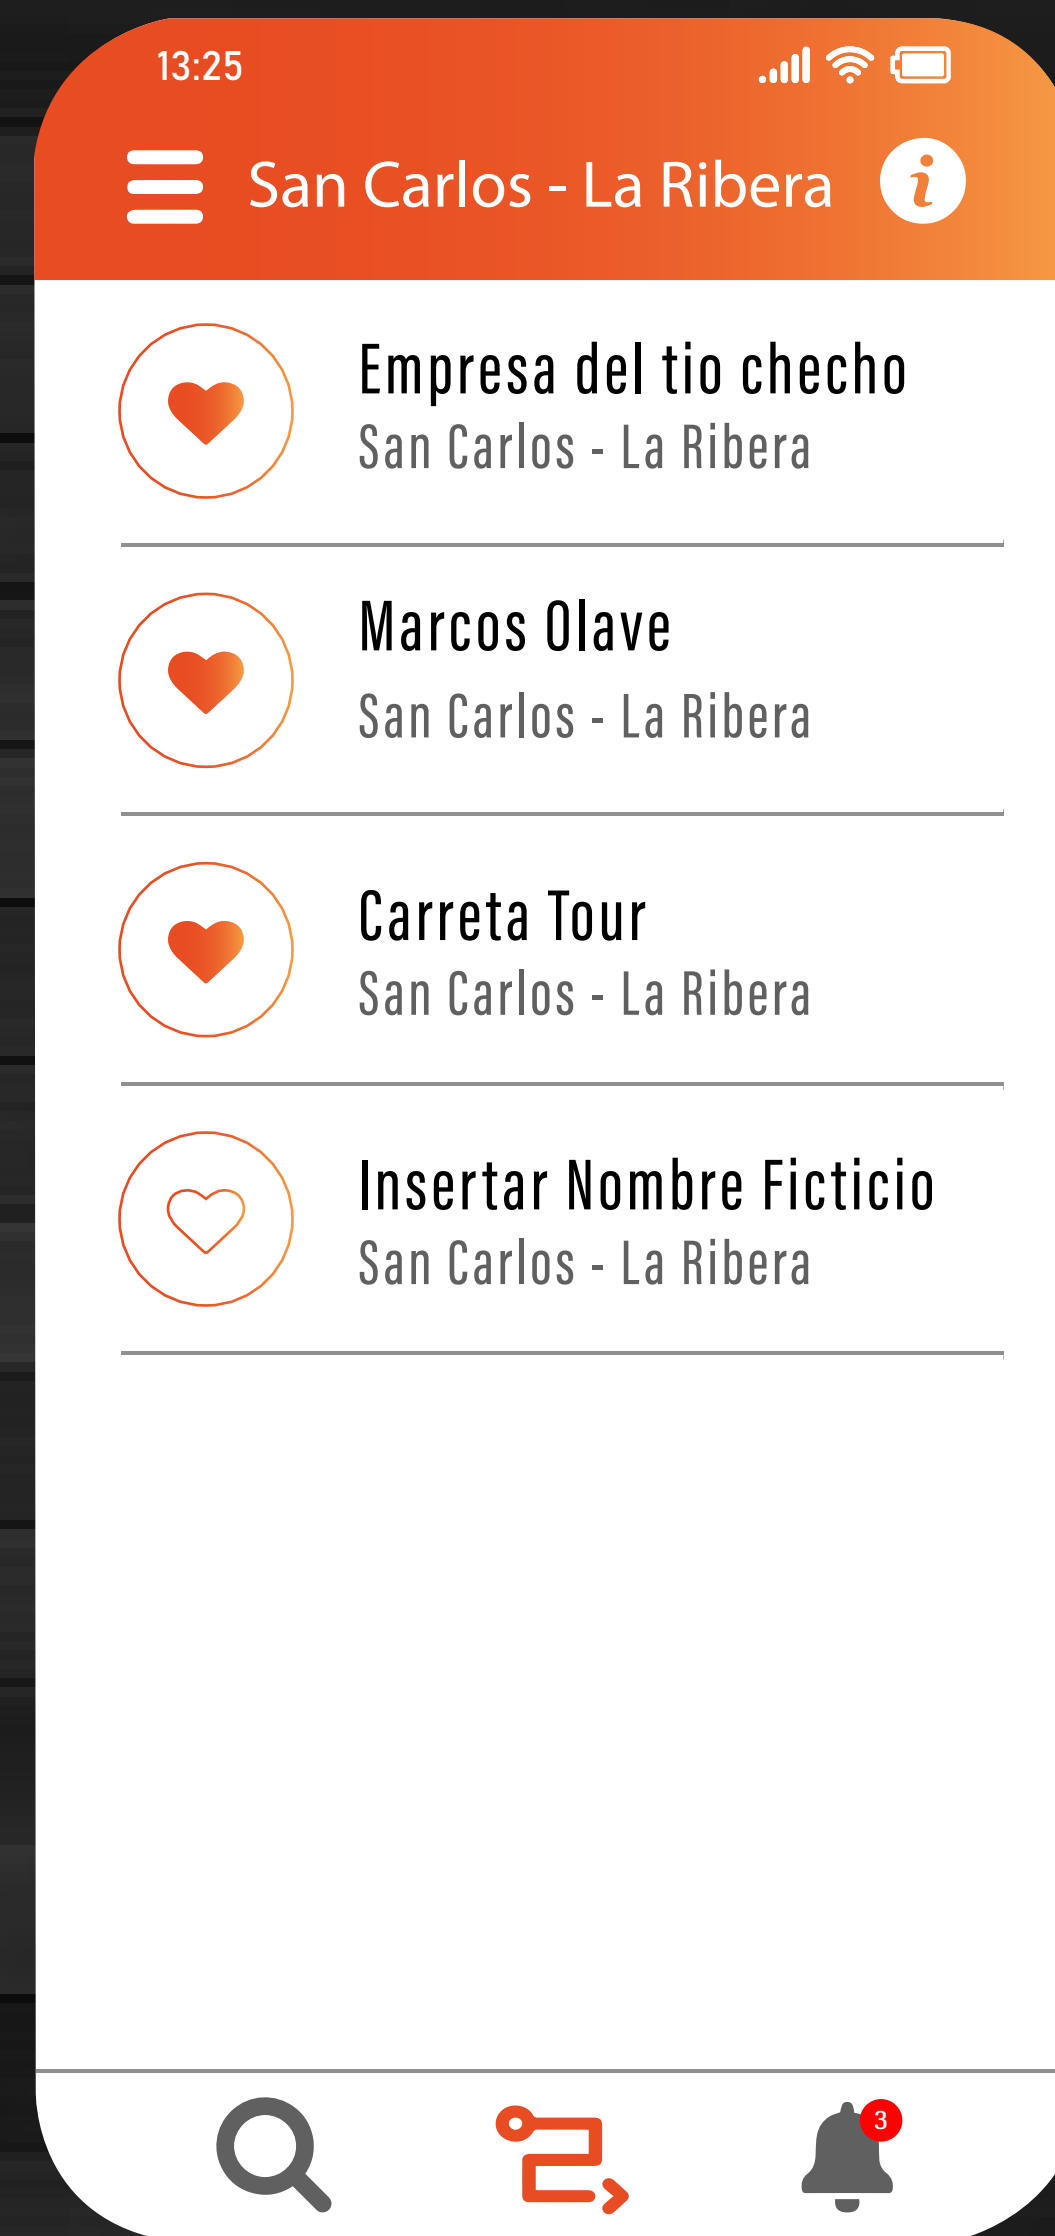 13:25
San Carlos - La Ribera
i
Empresa del tio checho
San Carlos - La Ribera
Marcos Olave
San Carlos - La Ribera
Carreta Tour
San Carlos - La Ribera
Insertar Nombre Ficticio
San Carlos - La Ribera
3